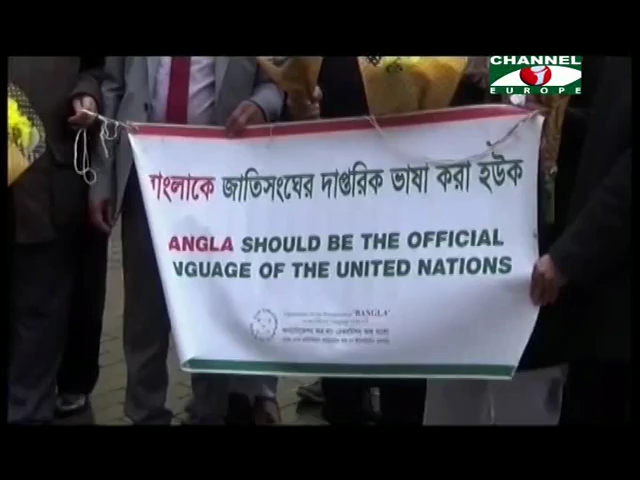 CHANNEL
EUROPE
াংলাকে জাতিসংঘের দাপ্তরিক ভাষা করা হউক
ANGLA SHOULD BE THE OFFICIAL
NGUAGE OF THE UNITED NATIONS
"BANGLA"